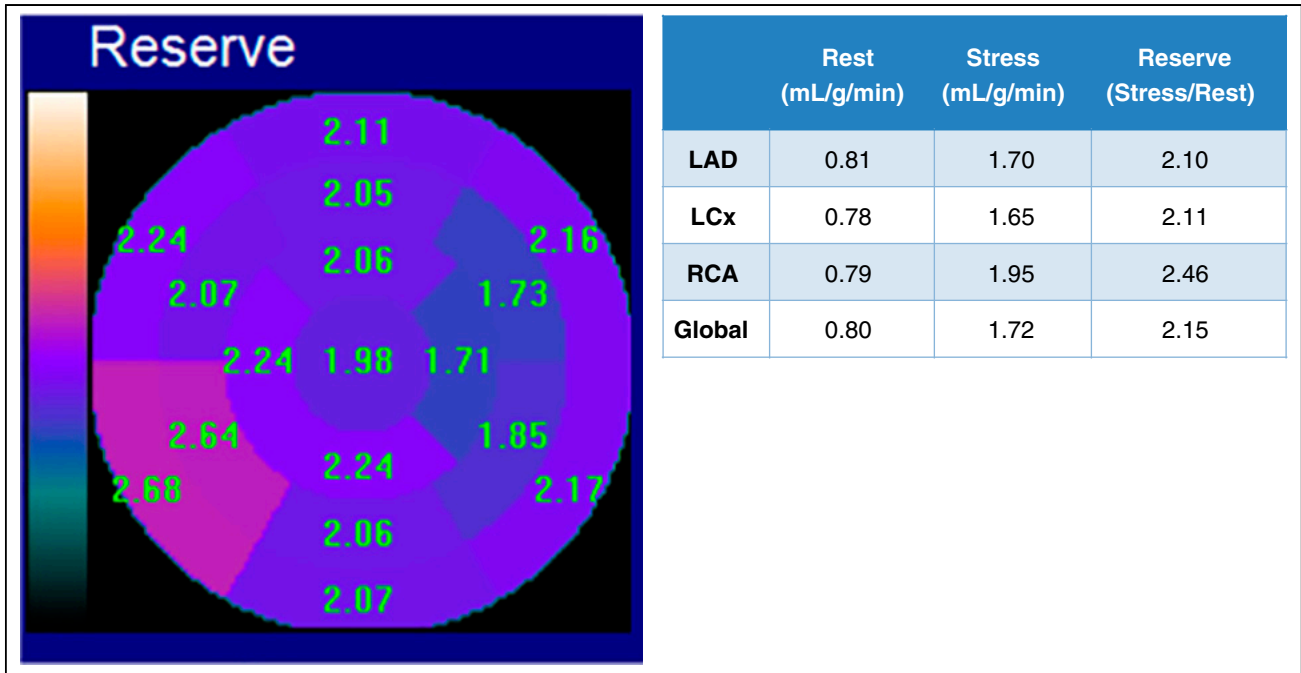 Reserve
2.11
2.05
2.24 2.06 2.16
2.07 1.73
2.24 1.98 1.71
2.64 2.24 1.85
2.68 2.17
2.06
2.07
Rest Stress Reserve
(mL/g/min) (mL/g/min) (Stress/Rest)
LAD 0.81 1.70 2.10
LCx 0.78 1.65 2.11
RCA 0.79 1.95 2.46
Global 0.80 1.72 2.15